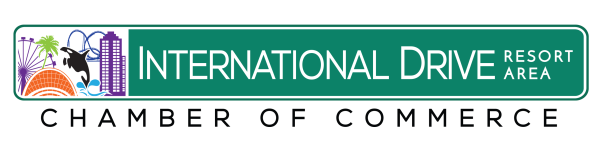 INTERNATIONAL DRIVE RESORT AREA
CHAMBER OF COMMERCE